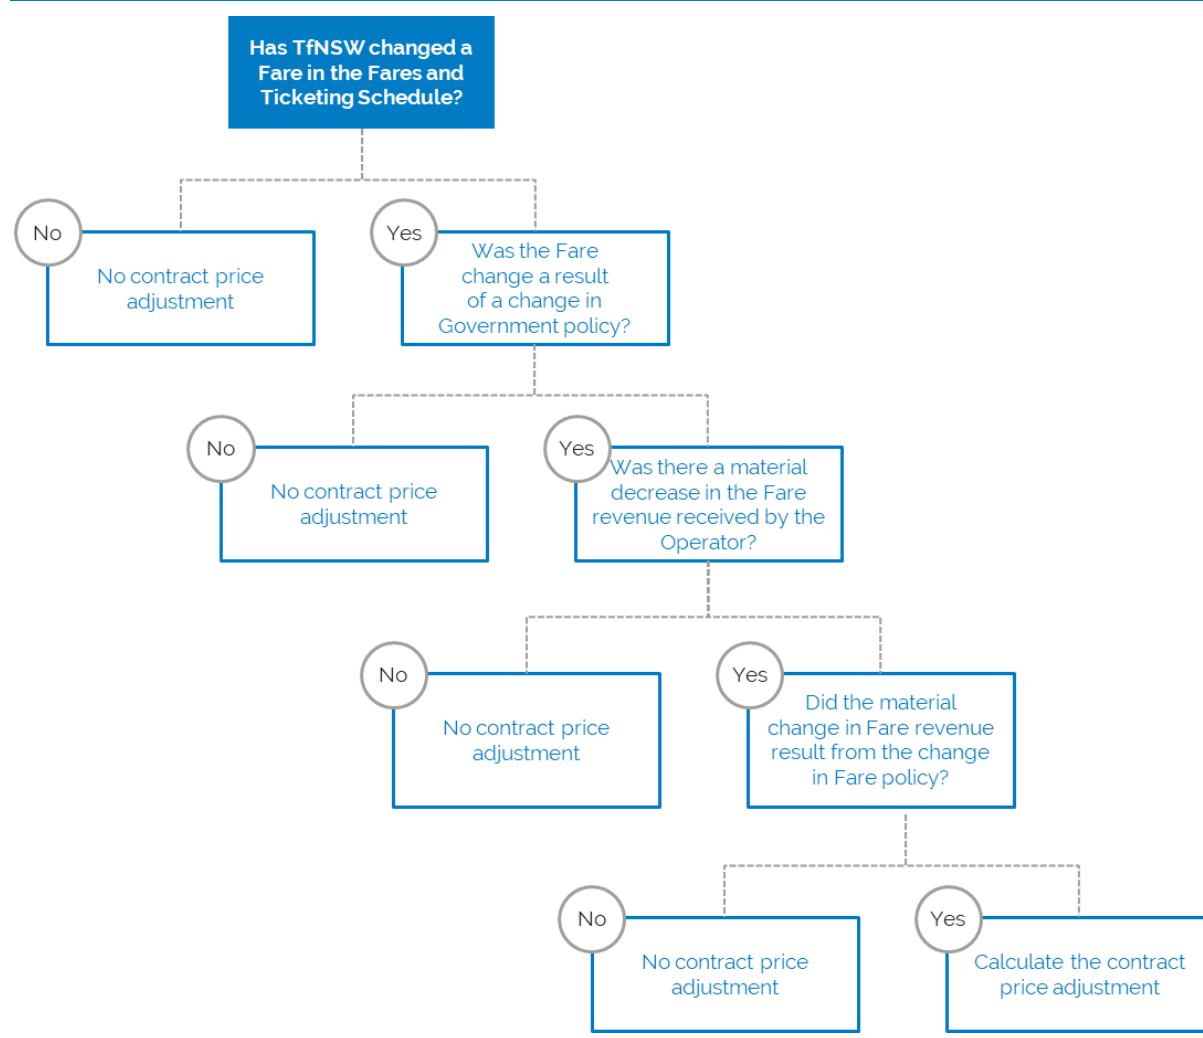 Has TfNSW changed a
Fare in the Fares and
Ticketing Schedule?
No
No contract price
adjustment
Yes
Was the Fare
change a result
of a change in
Government policy?
No
No contract price
adjustment
Yes
Was there a material
decrease in the Fare
revenue received by the
Operator?
No
No contract price
adjustment
Yes
Did the material
change in Fare revenue
result from the change
in Fare policy?
No
No contract price
adjustment
Yes
Calculate the contract
price adjustment